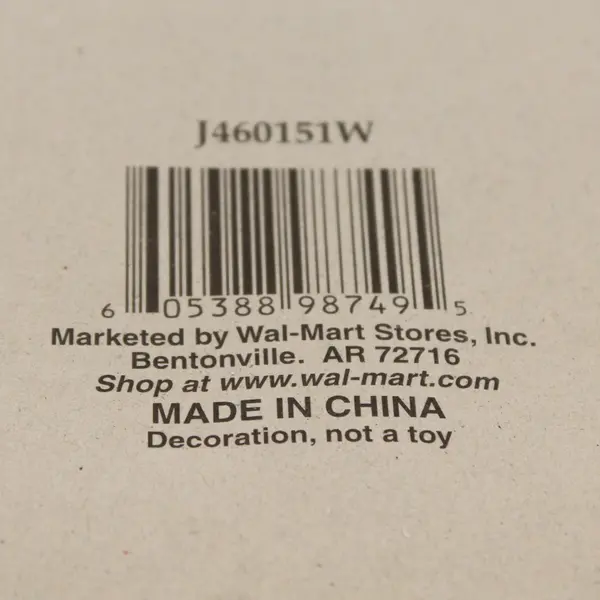 J460151W
6 05388 98749 5
Marketed by Wal-Mart Stores, Inc.
Bentonville. AR 72716
Shop at www.wal-mart.com
MADE IN CHINA
Decoration, not a toy